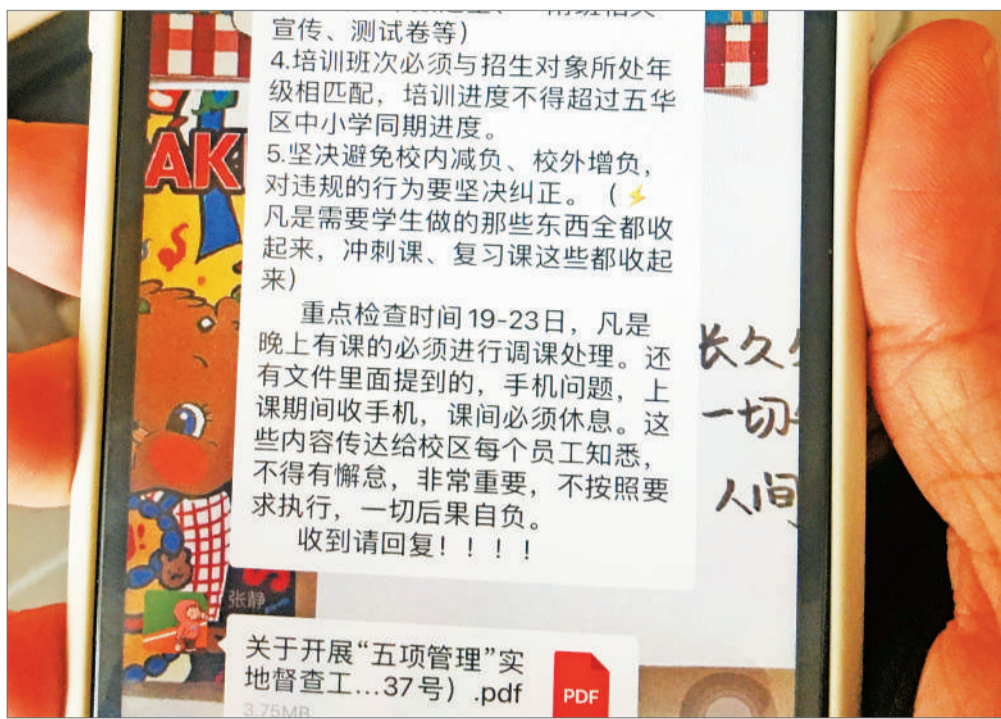 宣传、测试卷等）
4.培训班次必须与招生对象所处年
级相匹配，培训进度不得超过五华
区中小学同期进度。
5.坚决避免校内减负、校外增负，
对违规的行为要坚决纠正。（⚡
凡是需要学生做的那些东西全都收
起来，冲刺课、复习课这些都收起
来）
重点检查时间19-23日，凡是
晚上有课的必须进行调课处理。还
有文件里面提到的，手机问题，上
课期间收手机，课间必须休息。这
些内容传达给校区每个员工知悉，
不得有懈怠，非常重要，不按照要
求执行，一切后果自负。
收到请回复！！！！
AK
长久
一切
人间
张静
关于开展“五项管理”实
地督查工...37号）.pdf
PDF
3.75MB